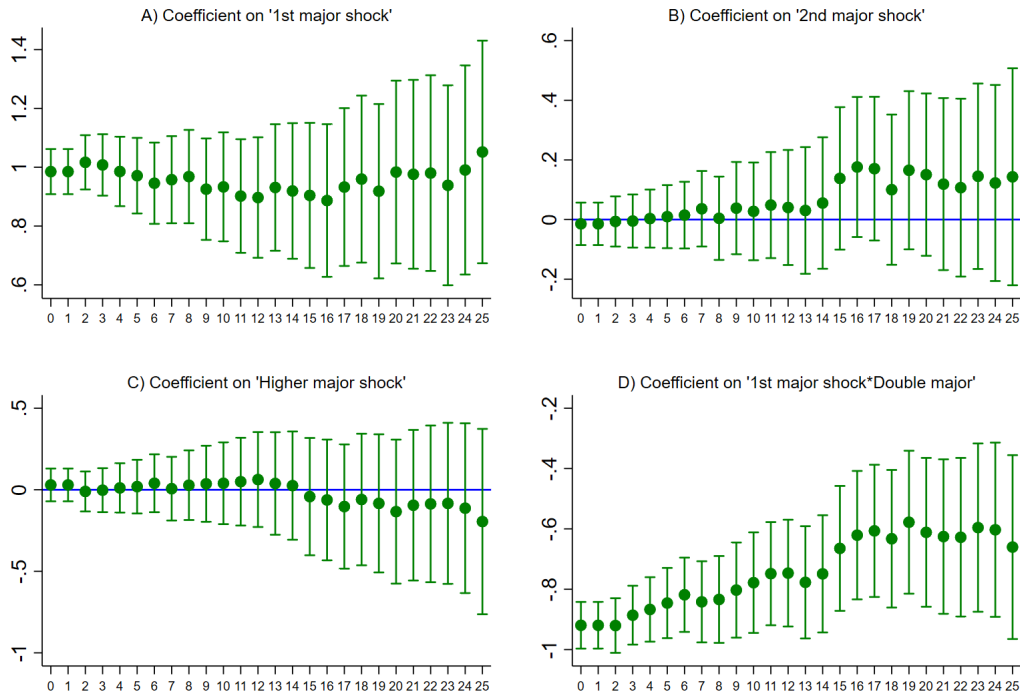 A) Coefficient on '1st major shock'
1.4
1.2
1
.8
.6
0 1 2 3 4 5 6 7 8 9 10 11 12 13 14 15 16 17 18 19 20 21 22 23 24 25
B) Coefficient on '2nd major shock'
.6
.4
.2
0
-.2
0 1 2 3 4 5 6 7 8 9 10 11 12 13 14 15 16 17 18 19 20 21 22 23 24 25
C) Coefficient on 'Higher major shock'
.5
0
-.5
-1
0 1 2 3 4 5 6 7 8 9 10 11 12 13 14 15 16 17 18 19 20 21 22 23 24 25
D) Coefficient on '1st major shock*Double major'
-.2
-.4
-.6
-.8
-1
0 1 2 3 4 5 6 7 8 9 10 11 12 13 14 15 16 17 18 19 20 21 22 23 24 25